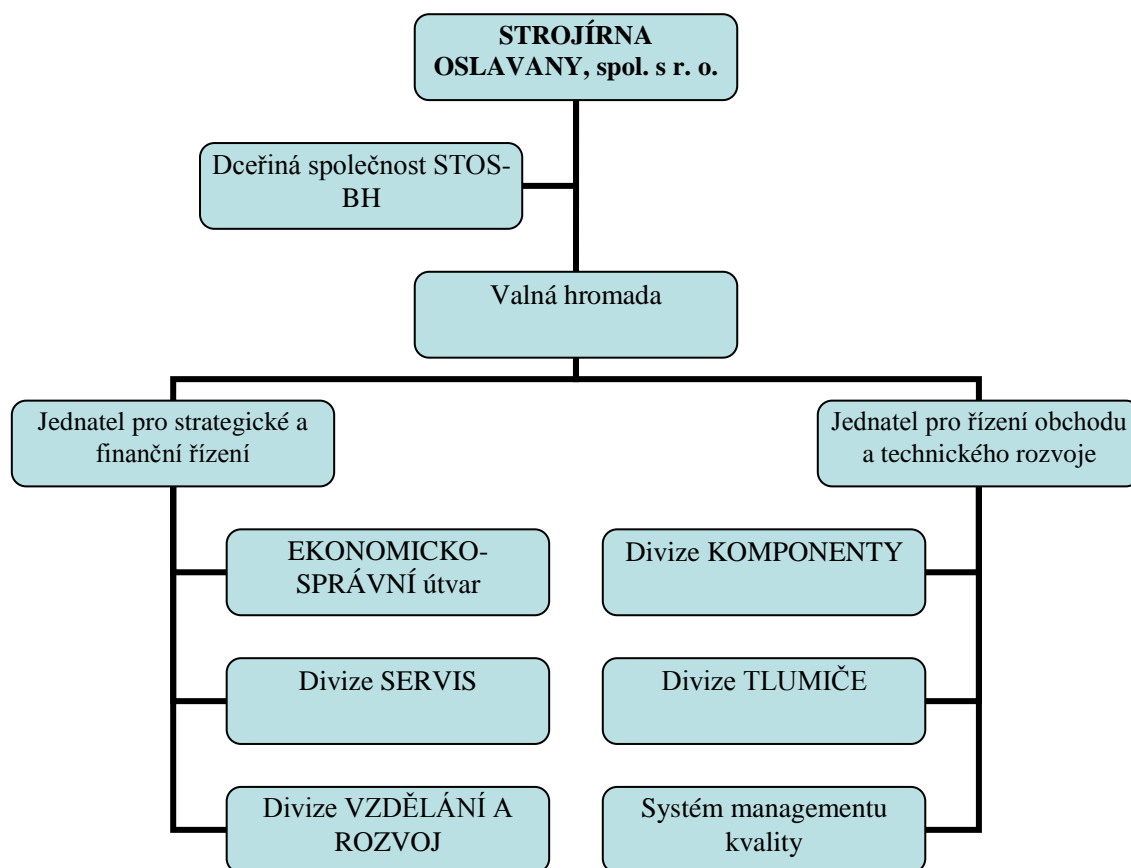 STROJÍRNA
OSLAVANY, spol. s r. o.
Dceřiná společnost STOS-
BH
Valná hromada
Jednatel pro strategické a
finanční řízení
Jednatel pro řízení obchodu
a technického rozvoje
EKONOMICKO-
SPRÁVNÍ útvar
Divize KOMPONENTY
Divize SERVIS
Divize TLUMIČE
Divize VZDĚLÁNÍ A
ROZVOJ
Systém managementu
kvality